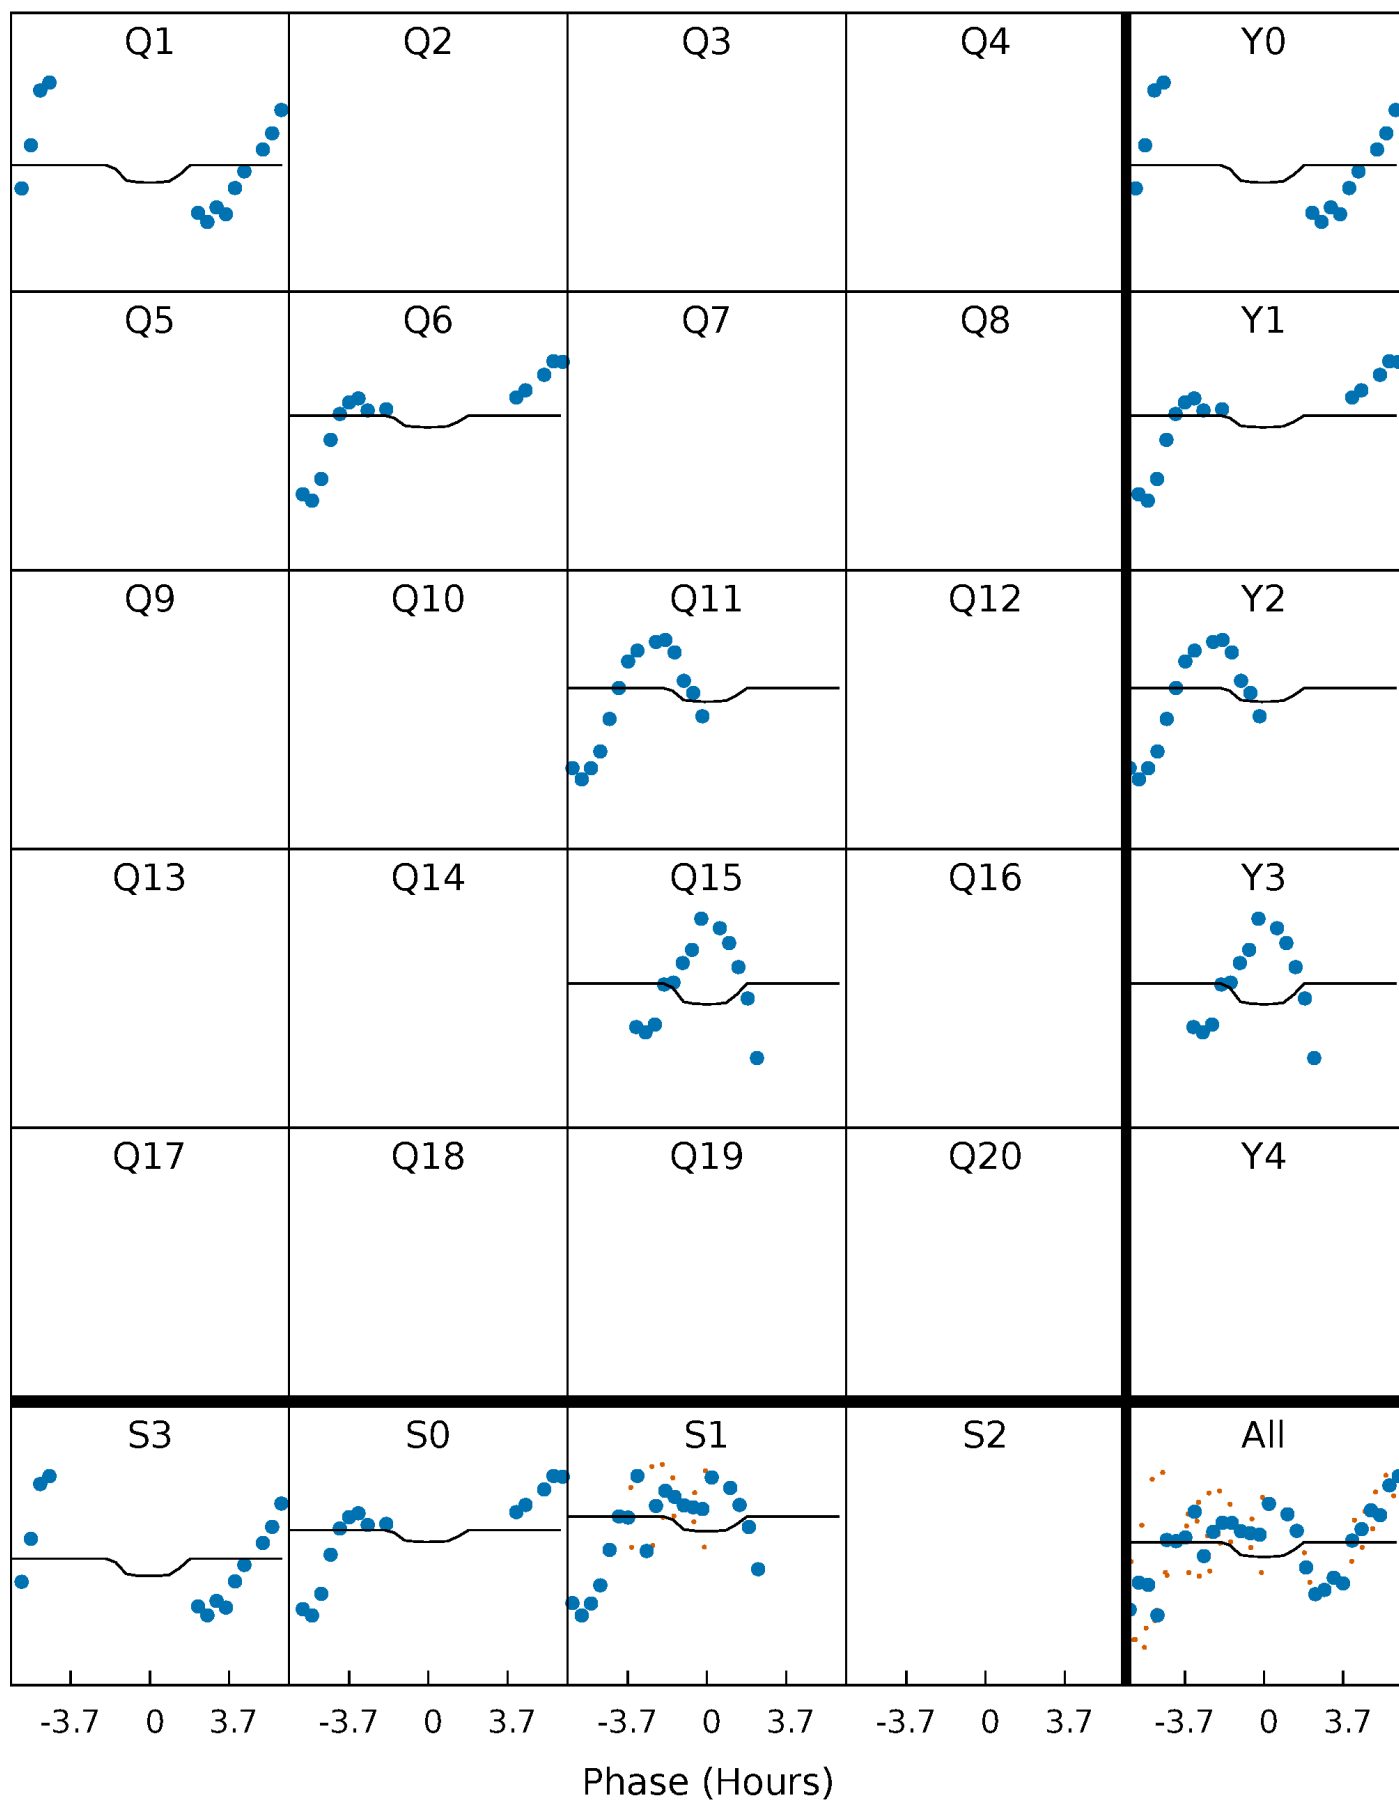 Q1 Q2 Q3 Q4 Y0
Q5 Q6 Q7 Q8 Y1
Q9 Q10 Q11 Q12 Y2
Q13 Q14 Q15 Q16 Y3
Q17 Q18 Q19 Q20 Y4
S3 S0 S1 S2 All
-3.7 0 3.7 -3.7 0 3.7 -3.7 0 3.7 -3.7 0 3.7 -3.7 0 3.7
Phase (Hours)